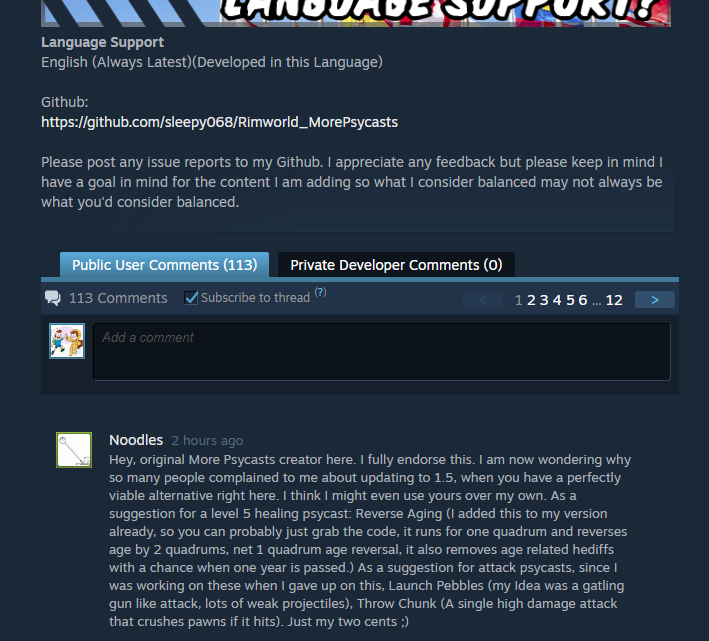 LANGUAGE SUPPORT?
Language Support
English (Always Latest)(Developed in this Language)
Github:
https://github.com/sleepy068/Rimworld_MorePsycasts
Please post any issue reports to my Github. I appreciate any feedback but please keep in mind I
have a goal in mind for the content I am adding so what I consider balanced may not always be
what you'd consider balanced.
Public User Comments (113) Private Developer Comments (0)
113 Comments Subscribe to thread (?) < 1 2 3 4 5 6 ... 12 >
Add a comment
Noodles 2 hours ago
Hey, original More Psycasts creator here. I fully endorse this. I am now wondering why
so many people complained to me about updating to 1.5, when you have a perfectly
viable alternative right here. I think I might even use yours over my own. As a
suggestion for a level 5 healing psycast: Reverse Aging (I added this to my version
already, so you can probably just grab the code, it runs for one quadrum and reverses
age by 2 quadrums, net 1 quadrum age reversal, it also removes age related hediffs
with a chance when one year is passed.) As a suggestion for attack psycasts, since I
was working on these when I gave up on this, Launch Pebbles (my Idea was a gatling
gun like attack, lots of weak projectiles), Throw Chunk (A single high damage attack
that crushes pawns if it hits). Just my two cents ;)